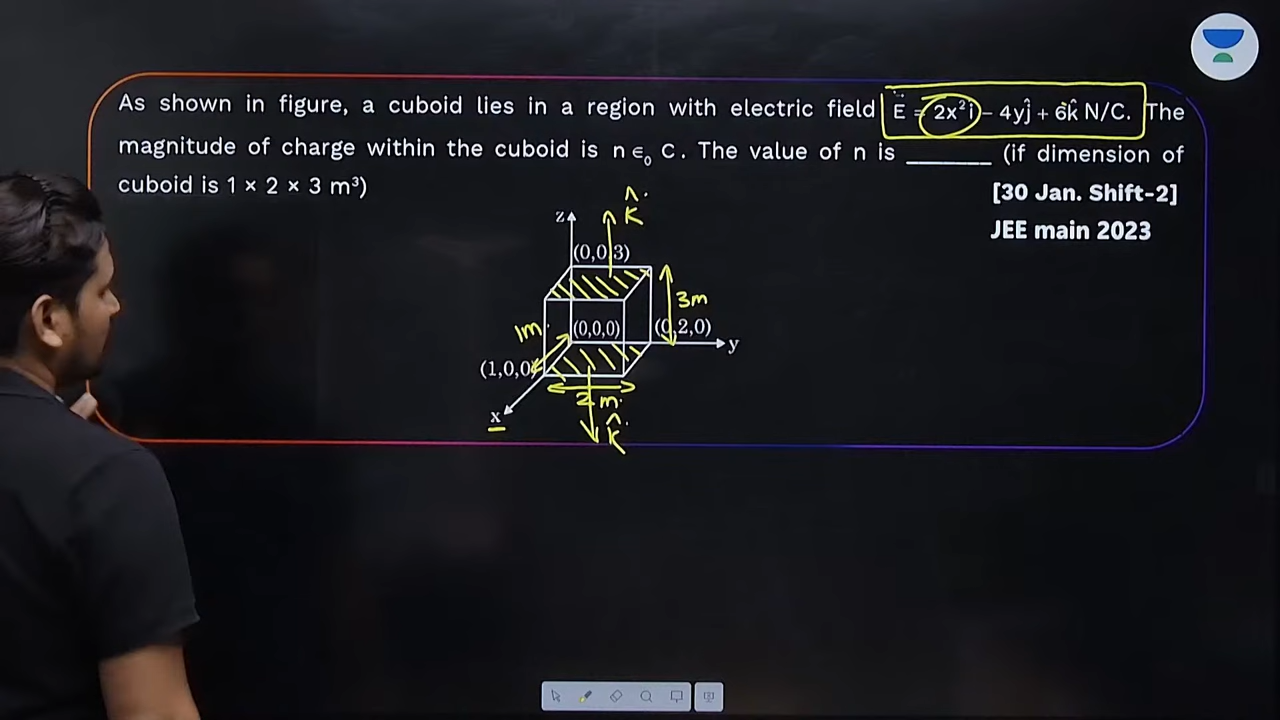 As shown in figure, a cuboid lies in a region with electric field E = 2x²î − 4yĵ + 6k̂ N/C. The
magnitude of charge within the cuboid is n ∈₀ C. The value of n is ______ (if dimension of
cuboid is 1 × 2 × 3 m³)
[30 Jan. Shift-2]
JEE main 2023
k̂
z
(0,0,3)
3m
1m
(0,0,0)
(0,2,0)
y
(1,0,0)
2 m
x
k̂